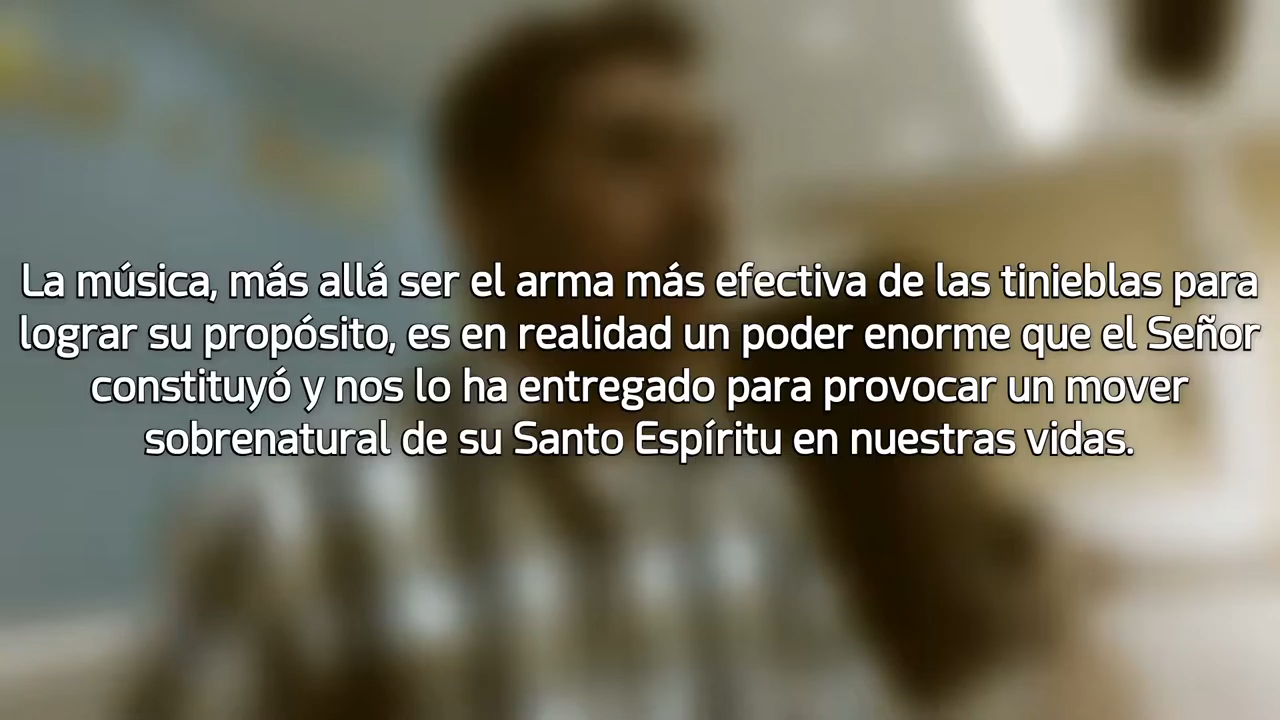 La música, más allá ser el arma más efectiva de las tinieblas para
lograr su propósito, es en realidad un poder enorme que el Señor
constituyó y nos lo ha entregado para provocar un mover
sobrenatural de su Santo Espíritu en nuestras vidas.